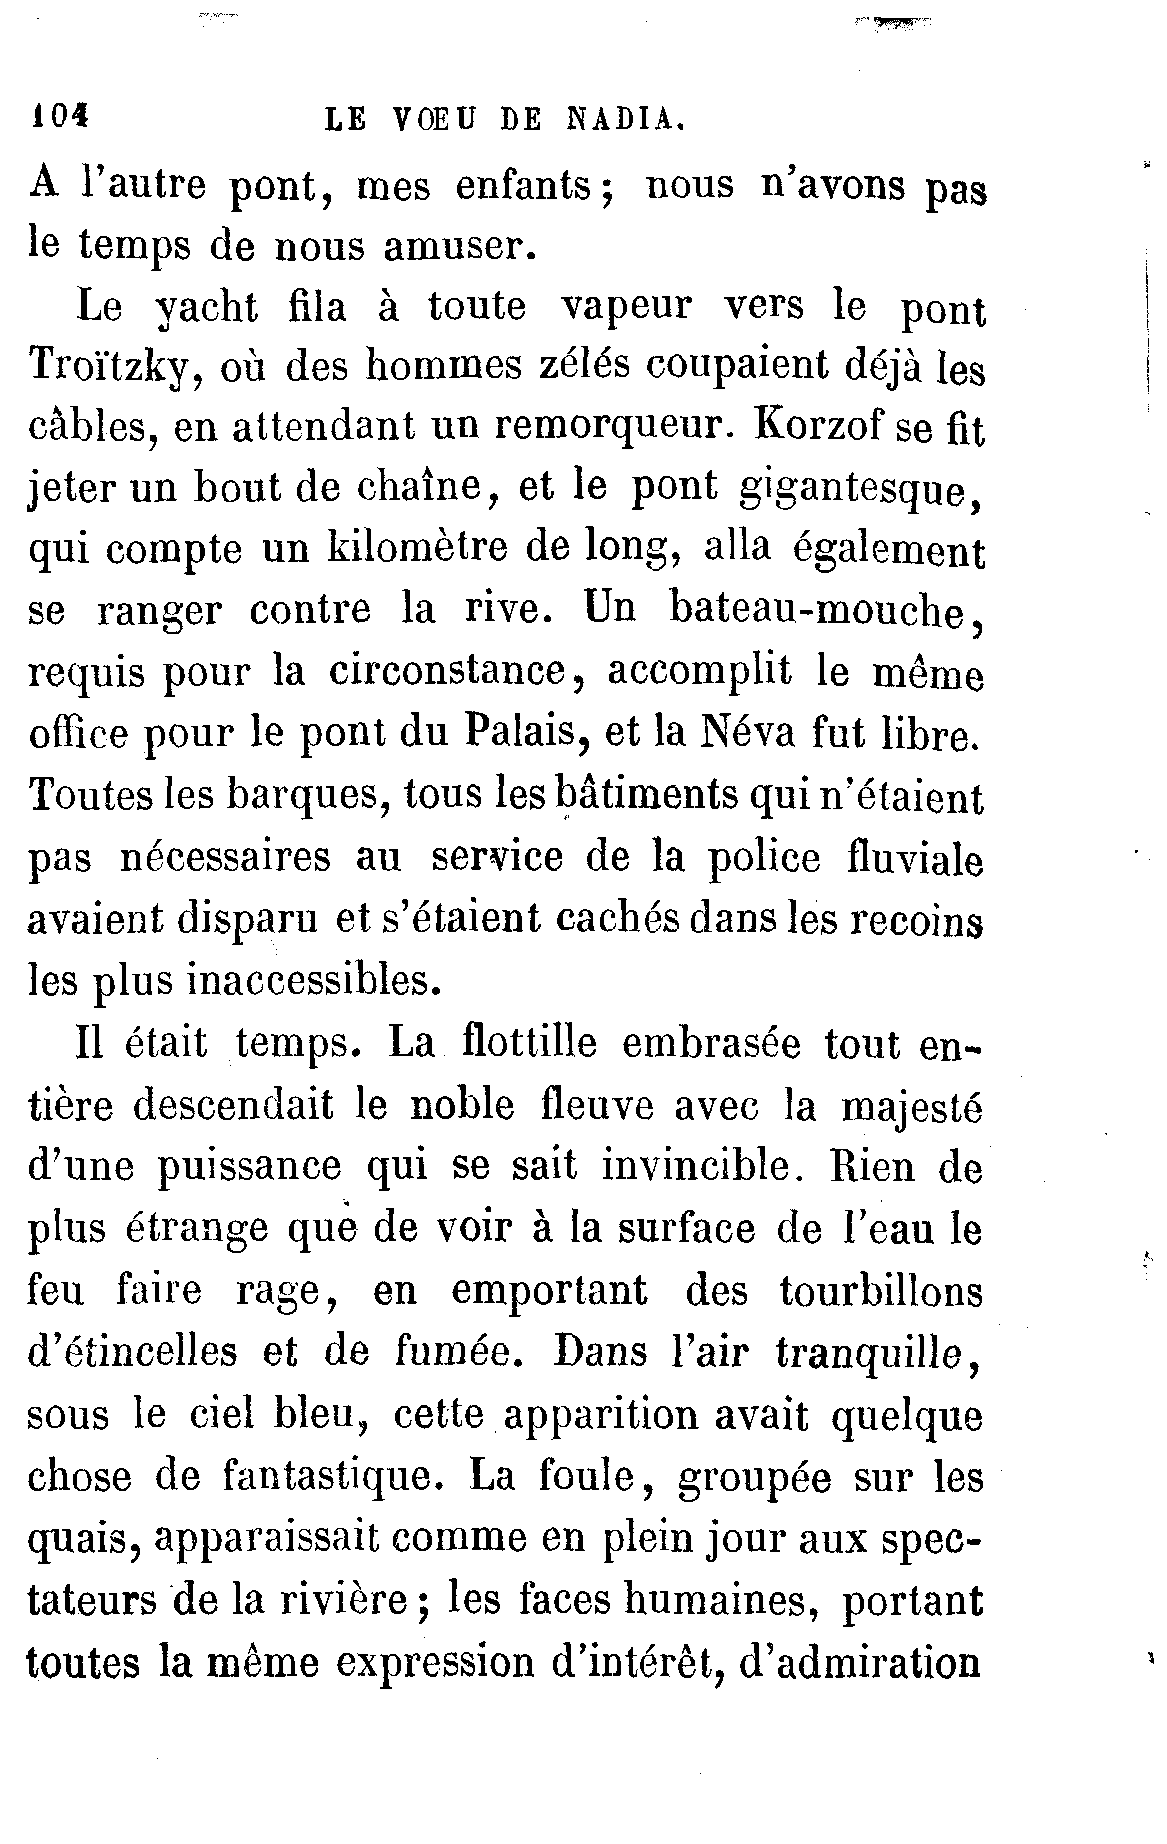 104 LE VŒU DE NADIA.
A l'autre pont, mes enfants ; nous n'avons pas
le temps de nous amuser.
Le yacht fila à toute vapeur vers le pont
Troïtzky, où des hommes zélés coupaient déjà les
câbles, en attendant un remorqueur. Korzof se fit
jeter un bout de chaîne, et le pont gigantesque,
qui compte un kilomètre de long, alla également
se ranger contre la rive. Un bateau-mouche,
requis pour la circonstance, accomplit le même
office pour le pont du Palais, et la Néva fut libre.
Toutes les barques, tous les bâtiments qui n'étaient
pas nécessaires au service de la police fluviale
avaient disparu et s'étaient cachés dans les recoins
les plus inaccessibles.
Il était temps. La flottille embrasée tout en-
tière descendait le noble fleuve avec la majesté
d'une puissance qui se sait invincible. Rien de
plus étrange que de voir à la surface de l'eau le
feu faire rage, en emportant des tourbillons
d'étincelles et de fumée. Dans l'air tranquille,
sous le ciel bleu, cette apparition avait quelque
chose de fantastique. La foule, groupée sur les
quais, apparaissait comme en plein jour aux spec-
tateurs de la rivière ; les faces humaines, portant
toutes la même expression d'intérêt, d'admiration